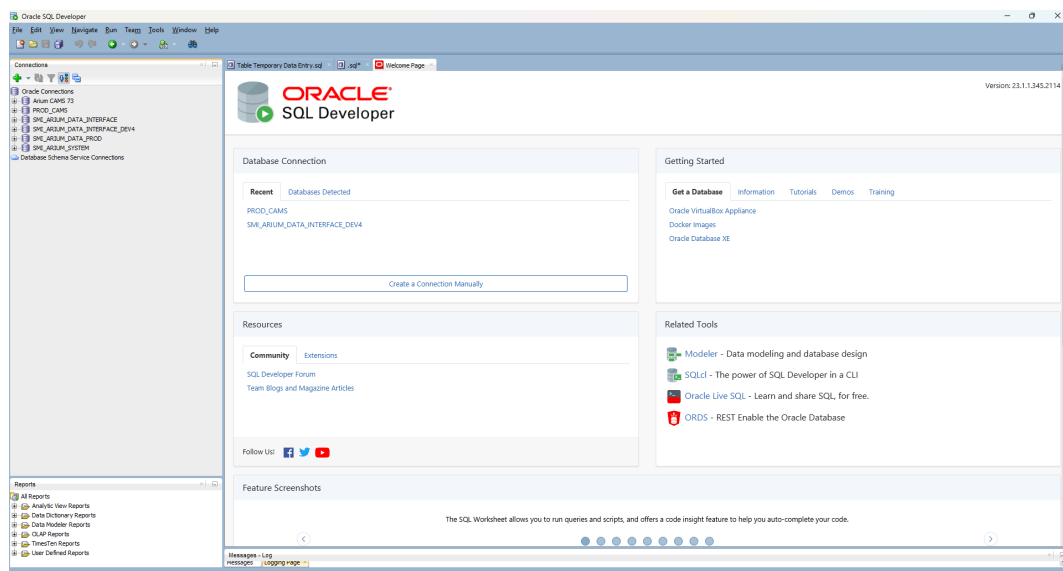 Oracle SQL Developer
File Edit View Navigate Run Team Tools Window Help
Connections
Oracle Connections
Arium CAMS 73
PROD_CAMS
SMI_ARIUM_DATA_INTERFACE
SMI_ARIUM_DATA_INTERFACE_DEV4
SMI_ARIUM_DATA_PROD
SMI_ARIUM_SYSTEM
Database Schema Service Connections
Reports
All Reports
Analytic View Reports
Data Dictionary Reports
Data Modeler Reports
OLAP Reports
TimesTen Reports
User Defined Reports
Table Temporary Data Entry.sql .sql* Welcome Page
ORACLE
SQL Developer
Version: 23.1.1.345.2114
Database Connection
Recent Databases Detected
PROD_CAMS
SMI_ARIUM_DATA_INTERFACE_DEV4
Create a Connection Manually
Getting Started
Get a Database Information Tutorials Demos Training
Oracle VirtualBox Appliance
Docker Images
Oracle Database XE
Resources
Community Extensions
SQL Developer Forum
Team Blogs and Magazine Articles
Follow Us!
Related Tools
Modeler - Data modeling and database design
SQLcl - The power of SQL Developer in a CLI
Oracle Live SQL - Learn and share SQL, for free.
ORDS - REST Enable the Oracle Database
Feature Screenshots
The SQL Worksheet allows you to run queries and scripts, and offers a code insight feature to help you auto-complete your code.
Messages - Log
Messages Logging Page